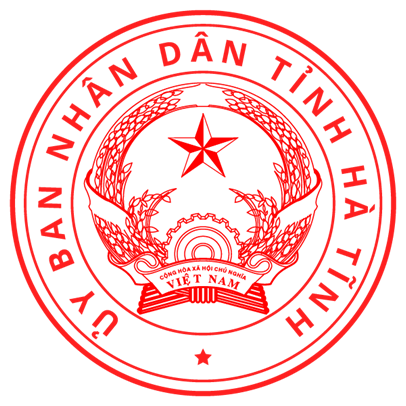 ỦY BAN NHÂN DÂN TỈNH HÀ TĨNH
CỘNG HÒA XÃ HỘI CHỦ NGHĨA
VIỆT NAM